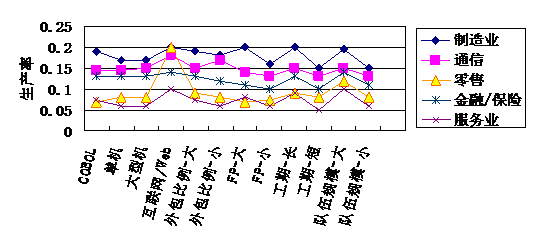 0.25
0.2
0.15
0.1
0.05
0
生产率
COBOL
单机
大型机
互联网/Web
外包比例-大
外包比例-小
FP-大
FP-小
工期-长
工期-短
队伍规模-大
队伍规模-小
制造业
通信
零售
金融/保险
服务业